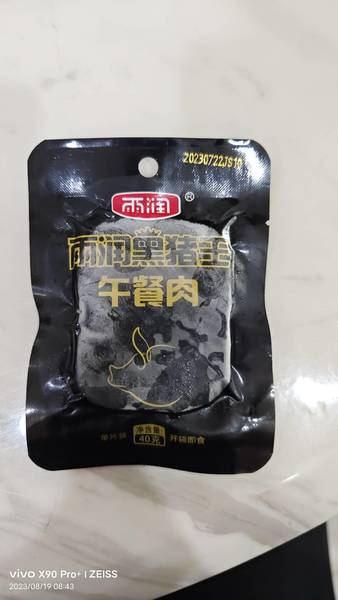 20230722JS10
雨润®
雨润黑猪王
午餐肉
单片装
净含量
40克
开袋即食
vivo X90 Pro+ | ZEISS
2023/08/19 08:43